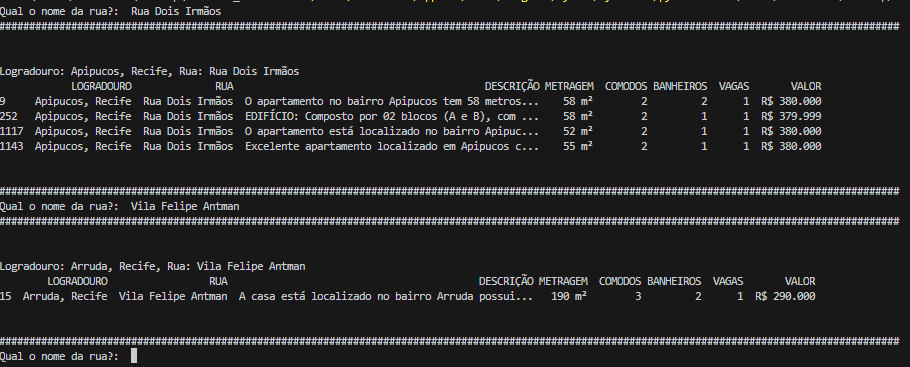 Qual o nome da rua?:  Rua Dois Irmãos
######################################################################################################################################################
Logradouro: Apipucos, Recife, Rua: Rua Dois Irmãos
LOGRADOURO RUA DESCRIÇÃO METRAGEM COMODOS BANHEIROS VAGAS VALOR
9 Apipucos, Recife Rua Dois Irmãos O apartamento no bairro Apipucos tem 58 metros... 58 m² 2 2 1 R$ 380.000
252 Apipucos, Recife Rua Dois Irmãos EDIFÍCIO: Composto por 02 blocos (A e B), com ... 58 m² 2 1 1 R$ 379.999
1117 Apipucos, Recife Rua Dois Irmãos O apartamento está localizado no bairro Apipuc... 52 m² 2 1 1 R$ 380.000
1143 Apipucos, Recife Rua Dois Irmãos Excelente apartamento localizado em Apipucos c... 55 m² 2 1 1 R$ 380.000
######################################################################################################################################################
Qual o nome da rua?:  Vila Felipe Antman
######################################################################################################################################################
Logradouro: Arruda, Recife, Rua: Vila Felipe Antman
LOGRADOURO RUA DESCRIÇÃO METRAGEM COMODOS BANHEIROS VAGAS VALOR
15 Arruda, Recife Vila Felipe Antman A casa está localizado no bairro Arruda possui... 190 m² 3 2 1 R$ 290.000
######################################################################################################################################################
Qual o nome da rua?: